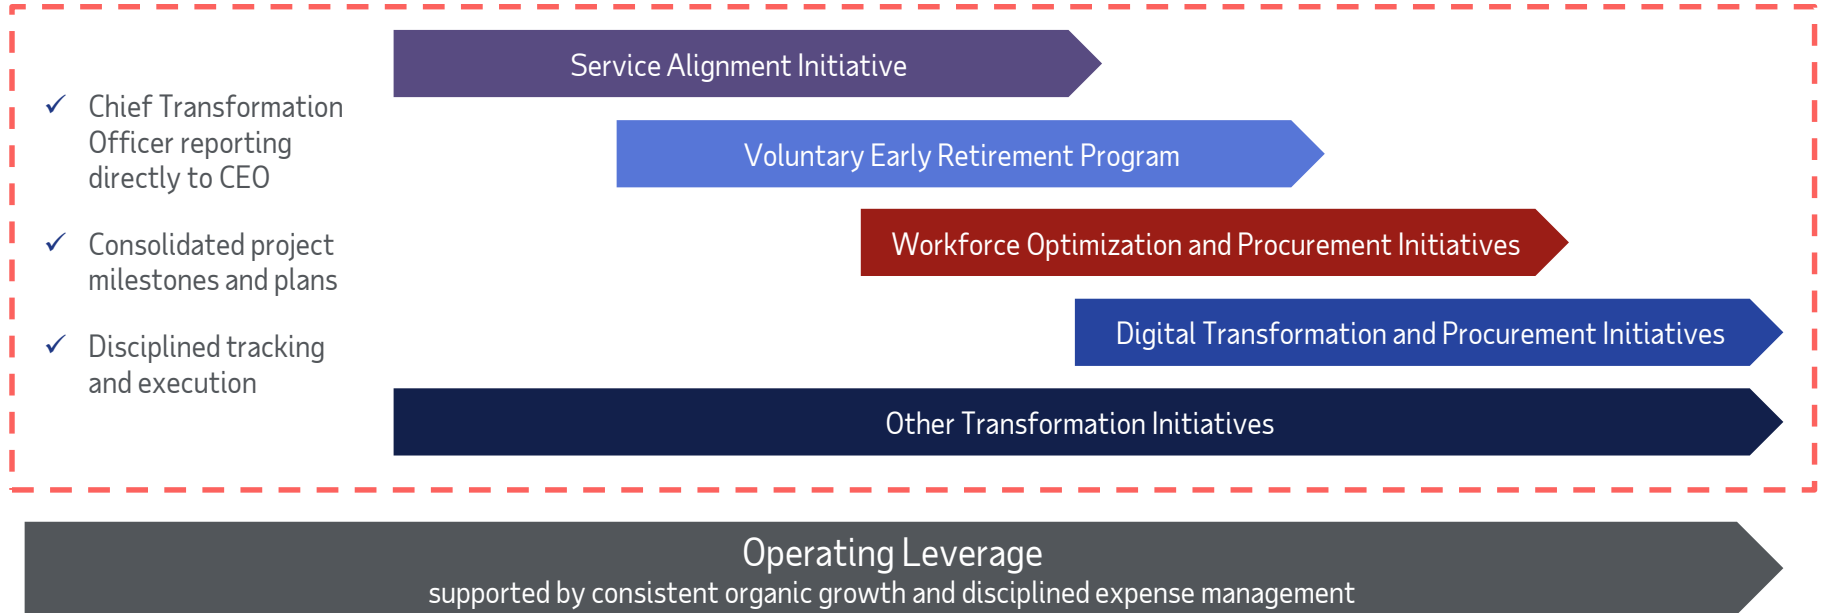 Chief Transformation
Officer reporting
directly to CEO
Consolidated project
milestones and plans
Disciplined tracking
and execution
Service Alignment Initiative
Voluntary Early Retirement Program
Workforce Optimization and Procurement Initiatives
Digital Transformation and Procurement Initiatives
Other Transformation Initiatives
Operating Leverage
supported by consistent organic growth and disciplined expense management